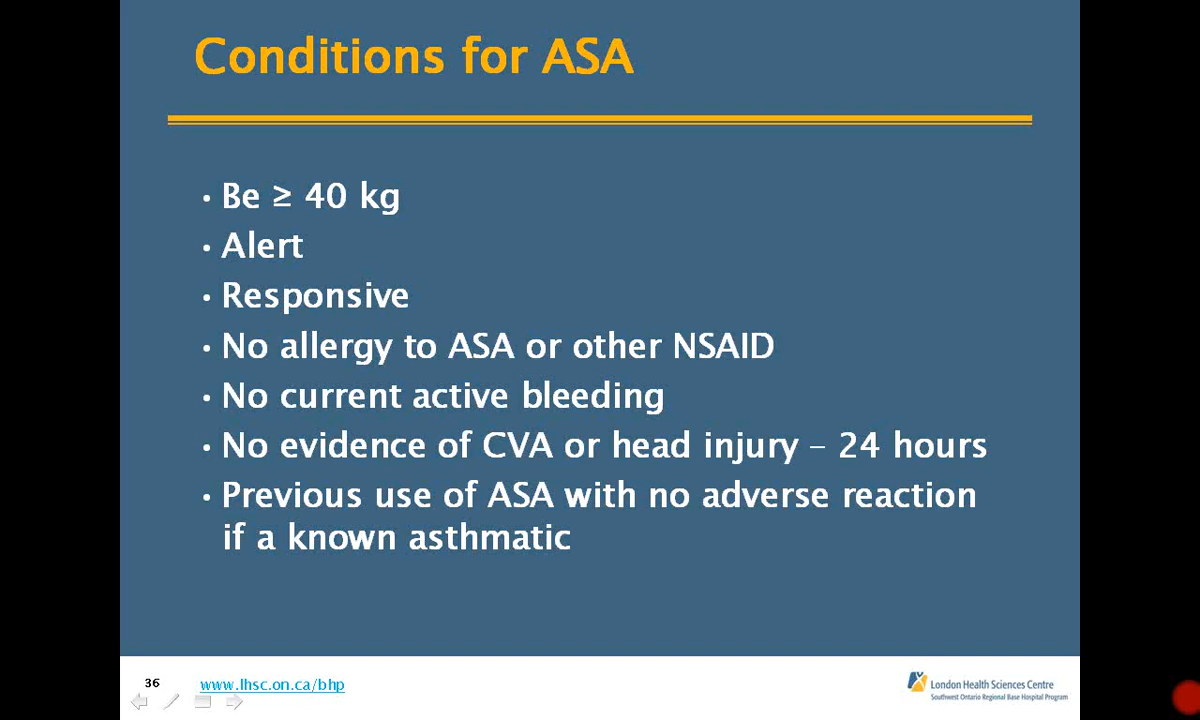 Conditions for ASA
• Be ≥ 40 kg
• Alert
• Responsive
• No allergy to ASA or other NSAID
• No current active bleeding
• No evidence of CVA or head injury – 24 hours
• Previous use of ASA with no adverse reaction
if a known asthmatic
36
www.lhsc.on.ca/bhp
London Health Sciences Centre
Southwest Ontario Regional Base Hospital Program